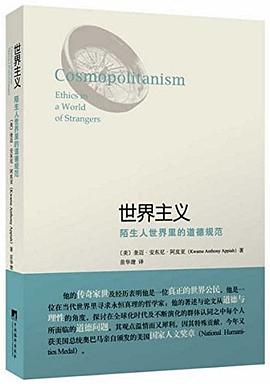 世界主义
陌生人世界里的道德规范
Cosmopolitanism
Ethics in
a World
of Strangers
世界主义
陌生人世界里的道德规范
〔美〕奎迈·安东尼·阿皮亚(Kwame Anthony Appiah) 著
苗华建 译
他的传奇家世及经历表明他是一位真正的世界公民，他是一
位在当代世界里寻求永恒真理的哲学家；他的著述与论文从道德与
理性的角度，探讨在全球化时代及不断演化的群体认同之中每个人
所面临的道德问题，其观点温情而又犀利。因其特殊贡献，今年又
获美国总统奥巴马亲自颁发的美国国家人文奖章（National Human-
ities Medal）。